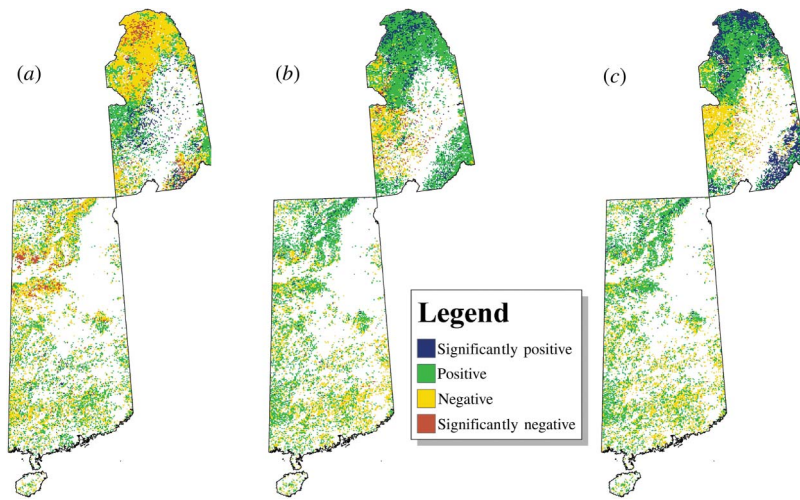 (a)
(b)
(c)
Legend
Significantly positive
Positive
Negative
Significantly negative